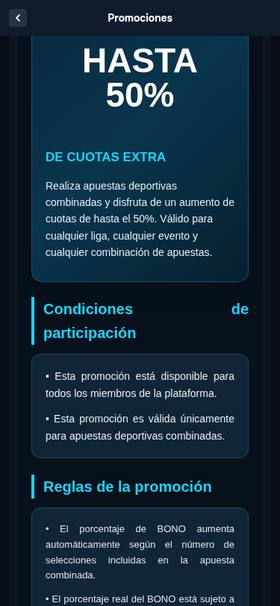 Promociones
HASTA
50%
DE CUOTAS EXTRA
Realiza apuestas deportivas
combinadas y disfruta de un aumento de
cuotas de hasta el 50%. Válido para
cualquier liga, cualquier evento y
cualquier combinación de apuestas.
Condiciones de
participación
• Esta promoción está disponible para
todos los miembros de la plataforma.
• Esta promoción es válida únicamente
para apuestas deportivas combinadas.
Reglas de la promoción
• El porcentaje de BONO aumenta
automáticamente según el número de
selecciones incluidas en la apuesta
combinada.
• El porcentaje real del BONO está sujeto a